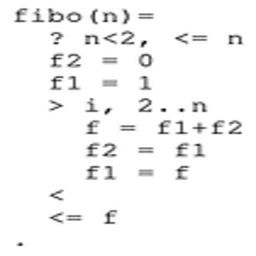 fibo(n)=
? n<2, <= n
f2 = 0
f1 = 1
> i, 2..n
f = f1+f2
f2 = f1
f1 = f
<
<= f
.